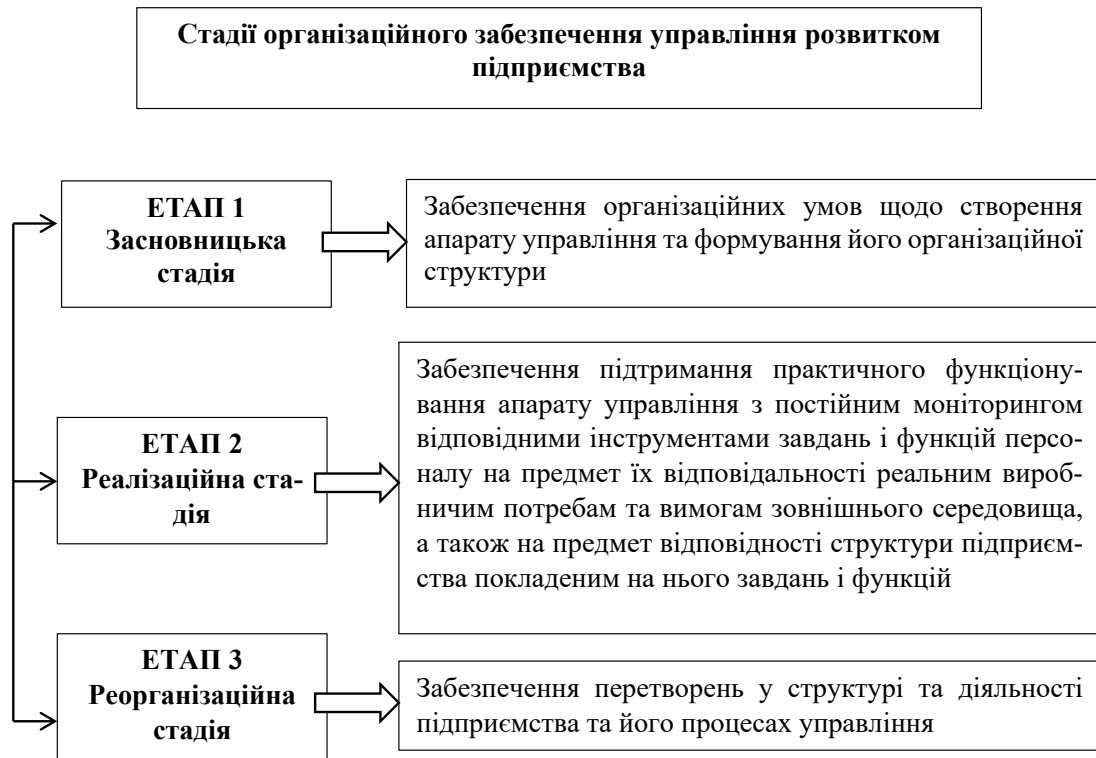 Стадії організаційного забезпечення управління розвитком
підприємства
ЕТАП 1
Засновницька
стадія
Забезпечення організаційних умов щодо створення
апарату управління та формування його організаційної
структури
ЕТАП 2
Реалізаційна ста-
дія
Забезпечення підтримання практичного функціону-
вання апарату управління з постійним моніторингом
відповідними інструментами завдань і функцій персо-
налу на предмет їх відповідальності реальним вироб-
ничим потребам та вимогам зовнішнього середовища,
а також на предмет відповідності структури підприєм-
ства покладеним на нього завдань і функцій
ЕТАП 3
Реорганізаційна
стадія
Забезпечення перетворень у структурі та діяльності
підприємства та його процесах управління